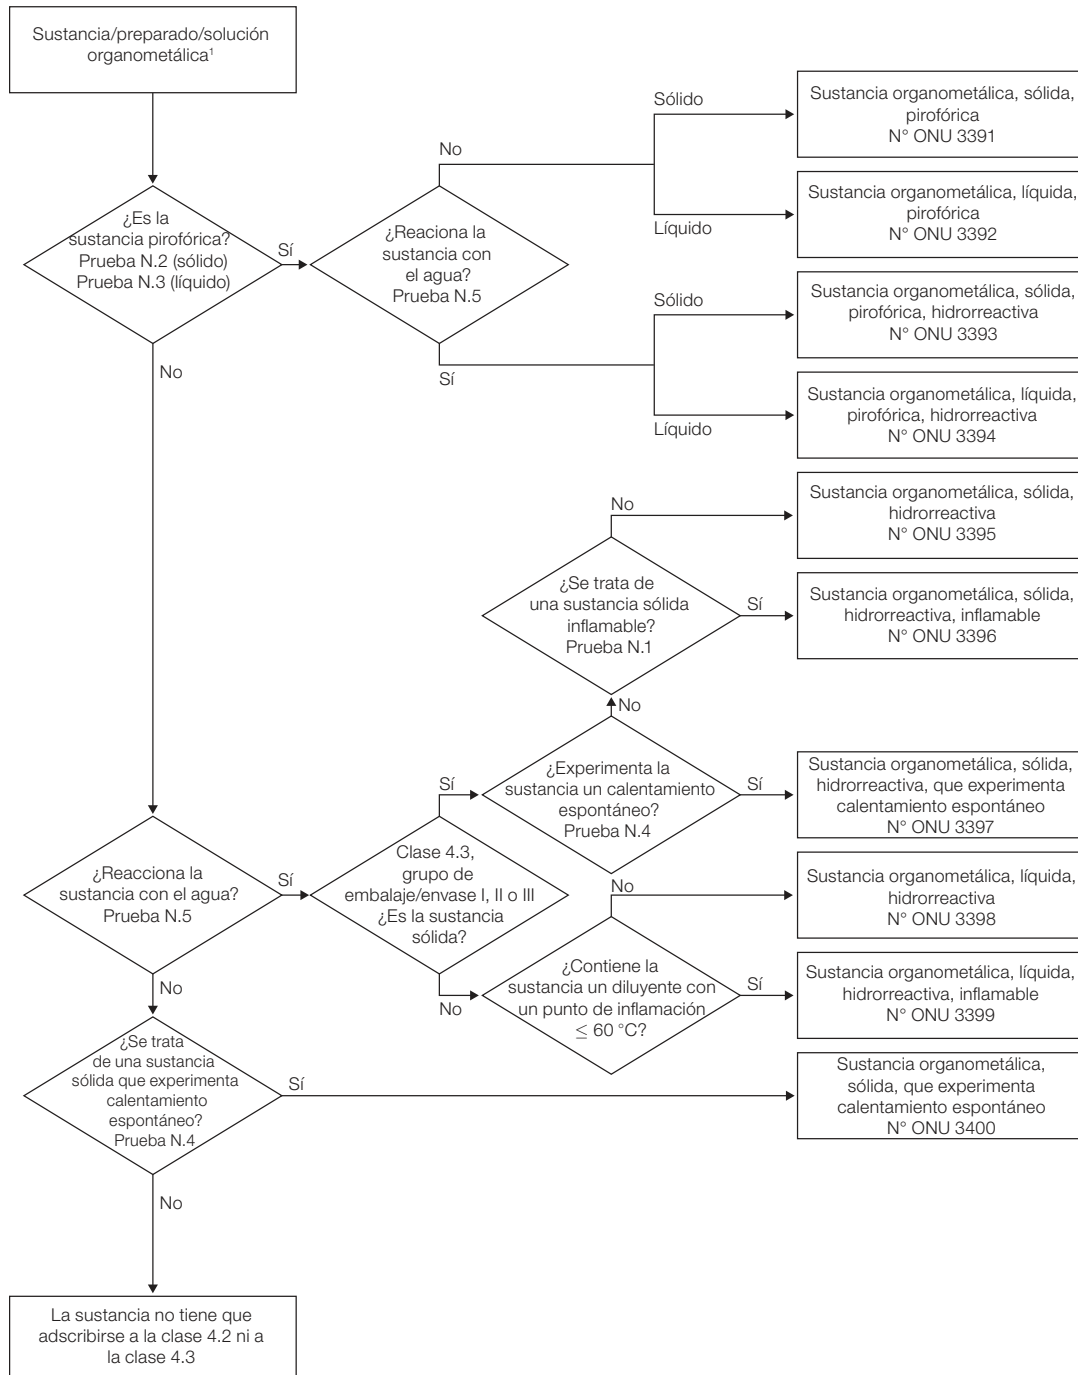 Sustancia/preparado/solución
organometálica¹
Sólido
Sustancia organometálica, sólida,
pirofórica
N° ONU 3391
No
Sustancia organometálica, líquida,
pirofórica
N° ONU 3392
Líquido
¿Es la
sustancia pirofórica?
Prueba N.2 (sólido)
Prueba N.3 (líquido)
Sí
¿Reaciona la
sustancia con
el agua?
Prueba N.5
Sólido
Sustancia organometálica, sólida,
pirofórica, hidrorreactiva
N° ONU 3393
No
Sí
Sustancia organometálica, líquida,
pirofórica, hidrorreactiva
N° ONU 3394
Líquido
No
Sustancia organometálica, sólida,
hidrorreactiva
N° ONU 3395
¿Se trata de
una sustancia sólida
inflamable?
Prueba N.1
Sí
Sustancia organometálica, sólida,
hidrorreactiva, inflamable
N° ONU 3396
No
¿Experimenta la
sustancia un calentamiento
espontáneo?
Prueba N.4
Sí
Sí
Sustancia organometálica, sólida,
hidrorreactiva, que experimenta
calentamiento espontáneo
N° ONU 3397
¿Reacciona la
sustancia con el agua?
Prueba N.5
Sí
Clase 4.3,
grupo de
embalaje/envase I, II o III
¿Es la sustancia
sólida?
No
Sustancia organometálica, líquida,
hidrorreactiva
N° ONU 3398
No
No
¿Contiene la
sustancia un diluyente con
un punto de inflamación
≤ 60 °C?
Sí
Sustancia organometálica, líquida,
hidrorreactiva, inflamable
N° ONU 3399
¿Se trata
de una sustancia
sólida que experimenta
calentamiento
espontáneo?
Prueba N.4
Sí
Sustancia organometálica,
sólida, que experimenta
calentamiento espontáneo
N° ONU 3400
No
La sustancia no tiene que
adscribirse a la clase 4.2 ni a
la clase 4.3